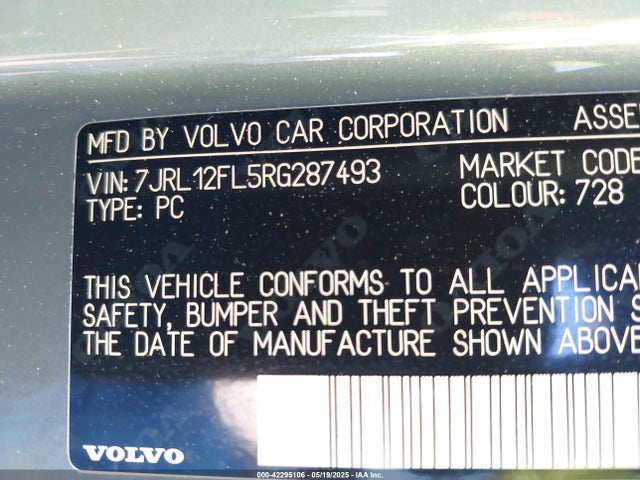 MFD BY VOLVO CAR CORPORATION ASSE
VIN: 7JRL12FL5RG287493 MARKET CODE
TYPE: PC COLOUR: 728
THIS VEHICLE CONFORMS TO ALL APPLICA
SAFETY, BUMPER AND THEFT PREVENTION S
THE DATE OF MANUFACTURE SHOWN ABOVE
VOLVO
000-42295106 - 05/19/2025 - IAA Inc.